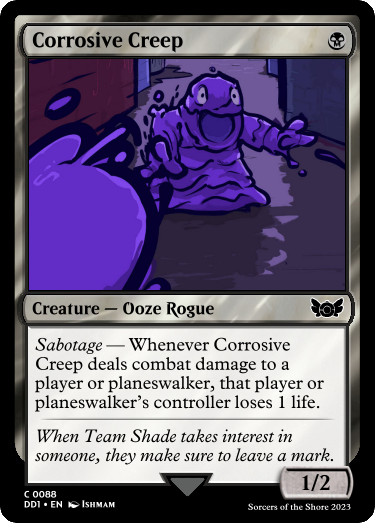 Corrosive Creep
Creature — Ooze Rogue
Sabotage — Whenever Corrosive
Creep deals combat damage to a
player or planeswalker, that player or
planeswalker's controller loses 1 life.
When Team Shade takes interest in
someone, they make sure to leave a mark.
1/2
C 0088
DD1 • EN Ishmam
Sorcers of the Shore 2023